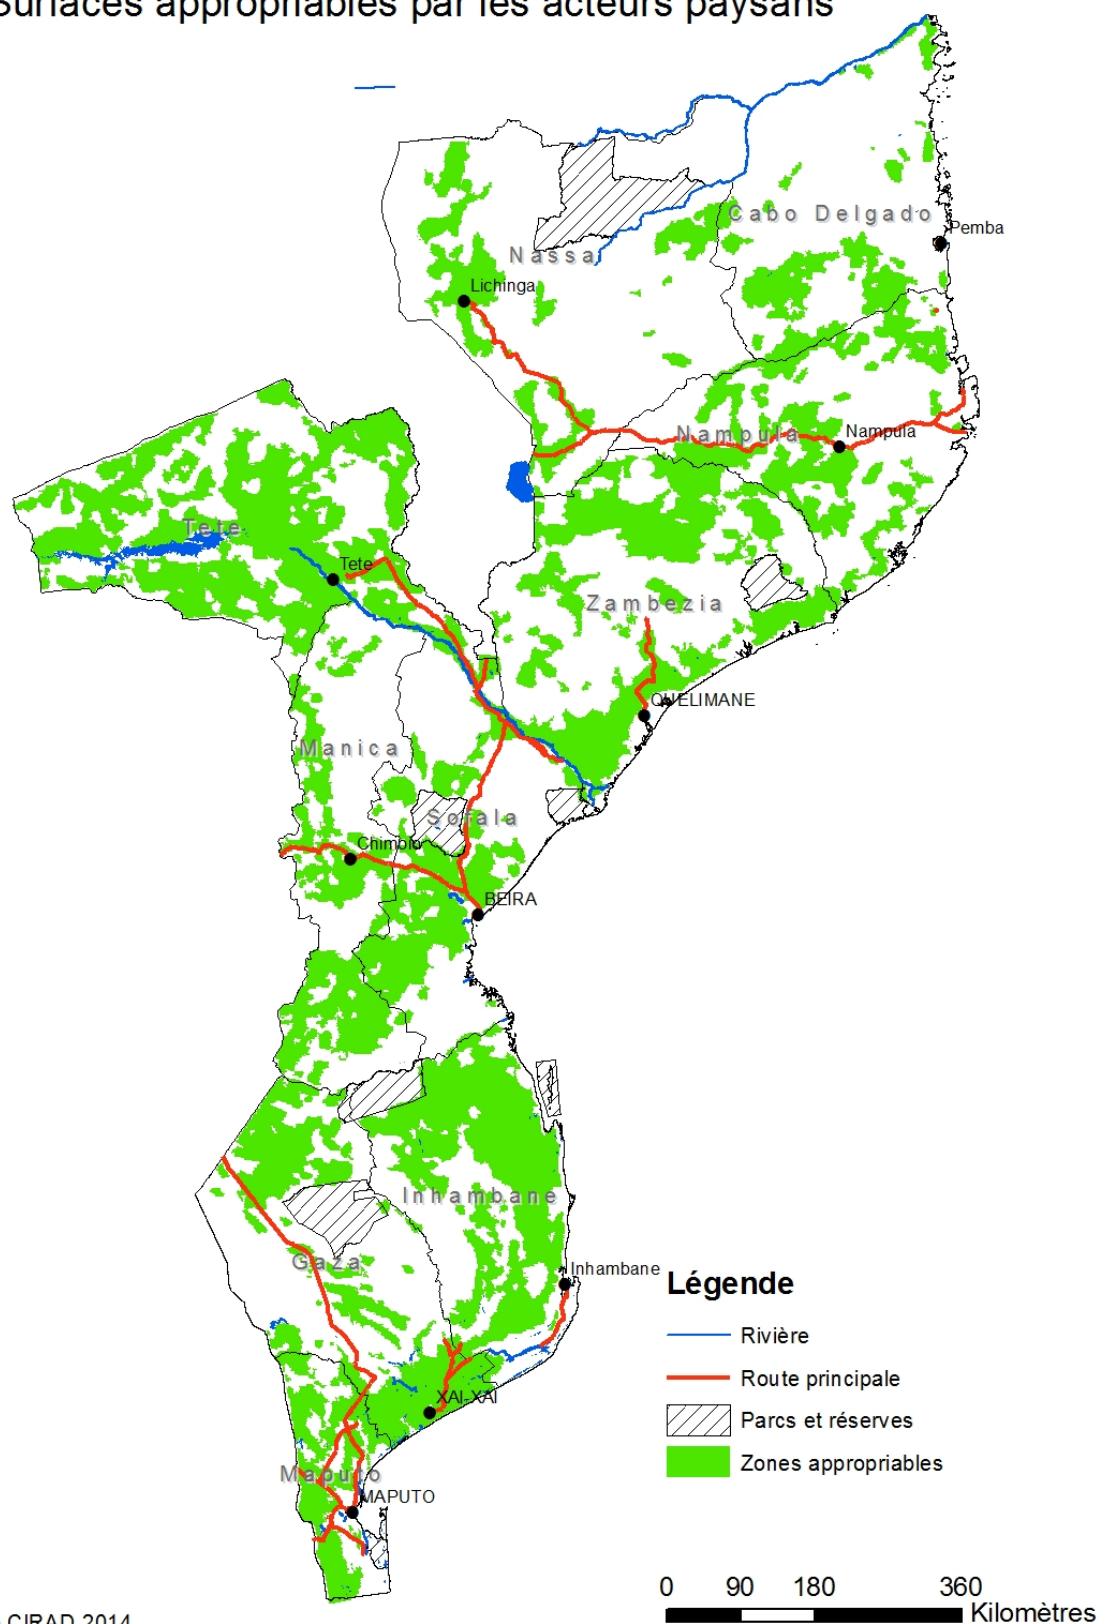 Surfaces appropriables par les acteurs paysans
Cabo Delgado
Pemba
Nassa
Lichinga
Nampula
Nampula
Tete
Tete
Zambezia
QUELIMANE
Manica
Sofala
Chimbio
BEIRA
Inhambane
Gaza
Inhambane
Légende
Rivière
Route principale
XAI-XAI
Parcs et réserves
Zones appropriables
Maputo
MAPUTO
0 90 180 360
Kilomètres
CIRAD 2014